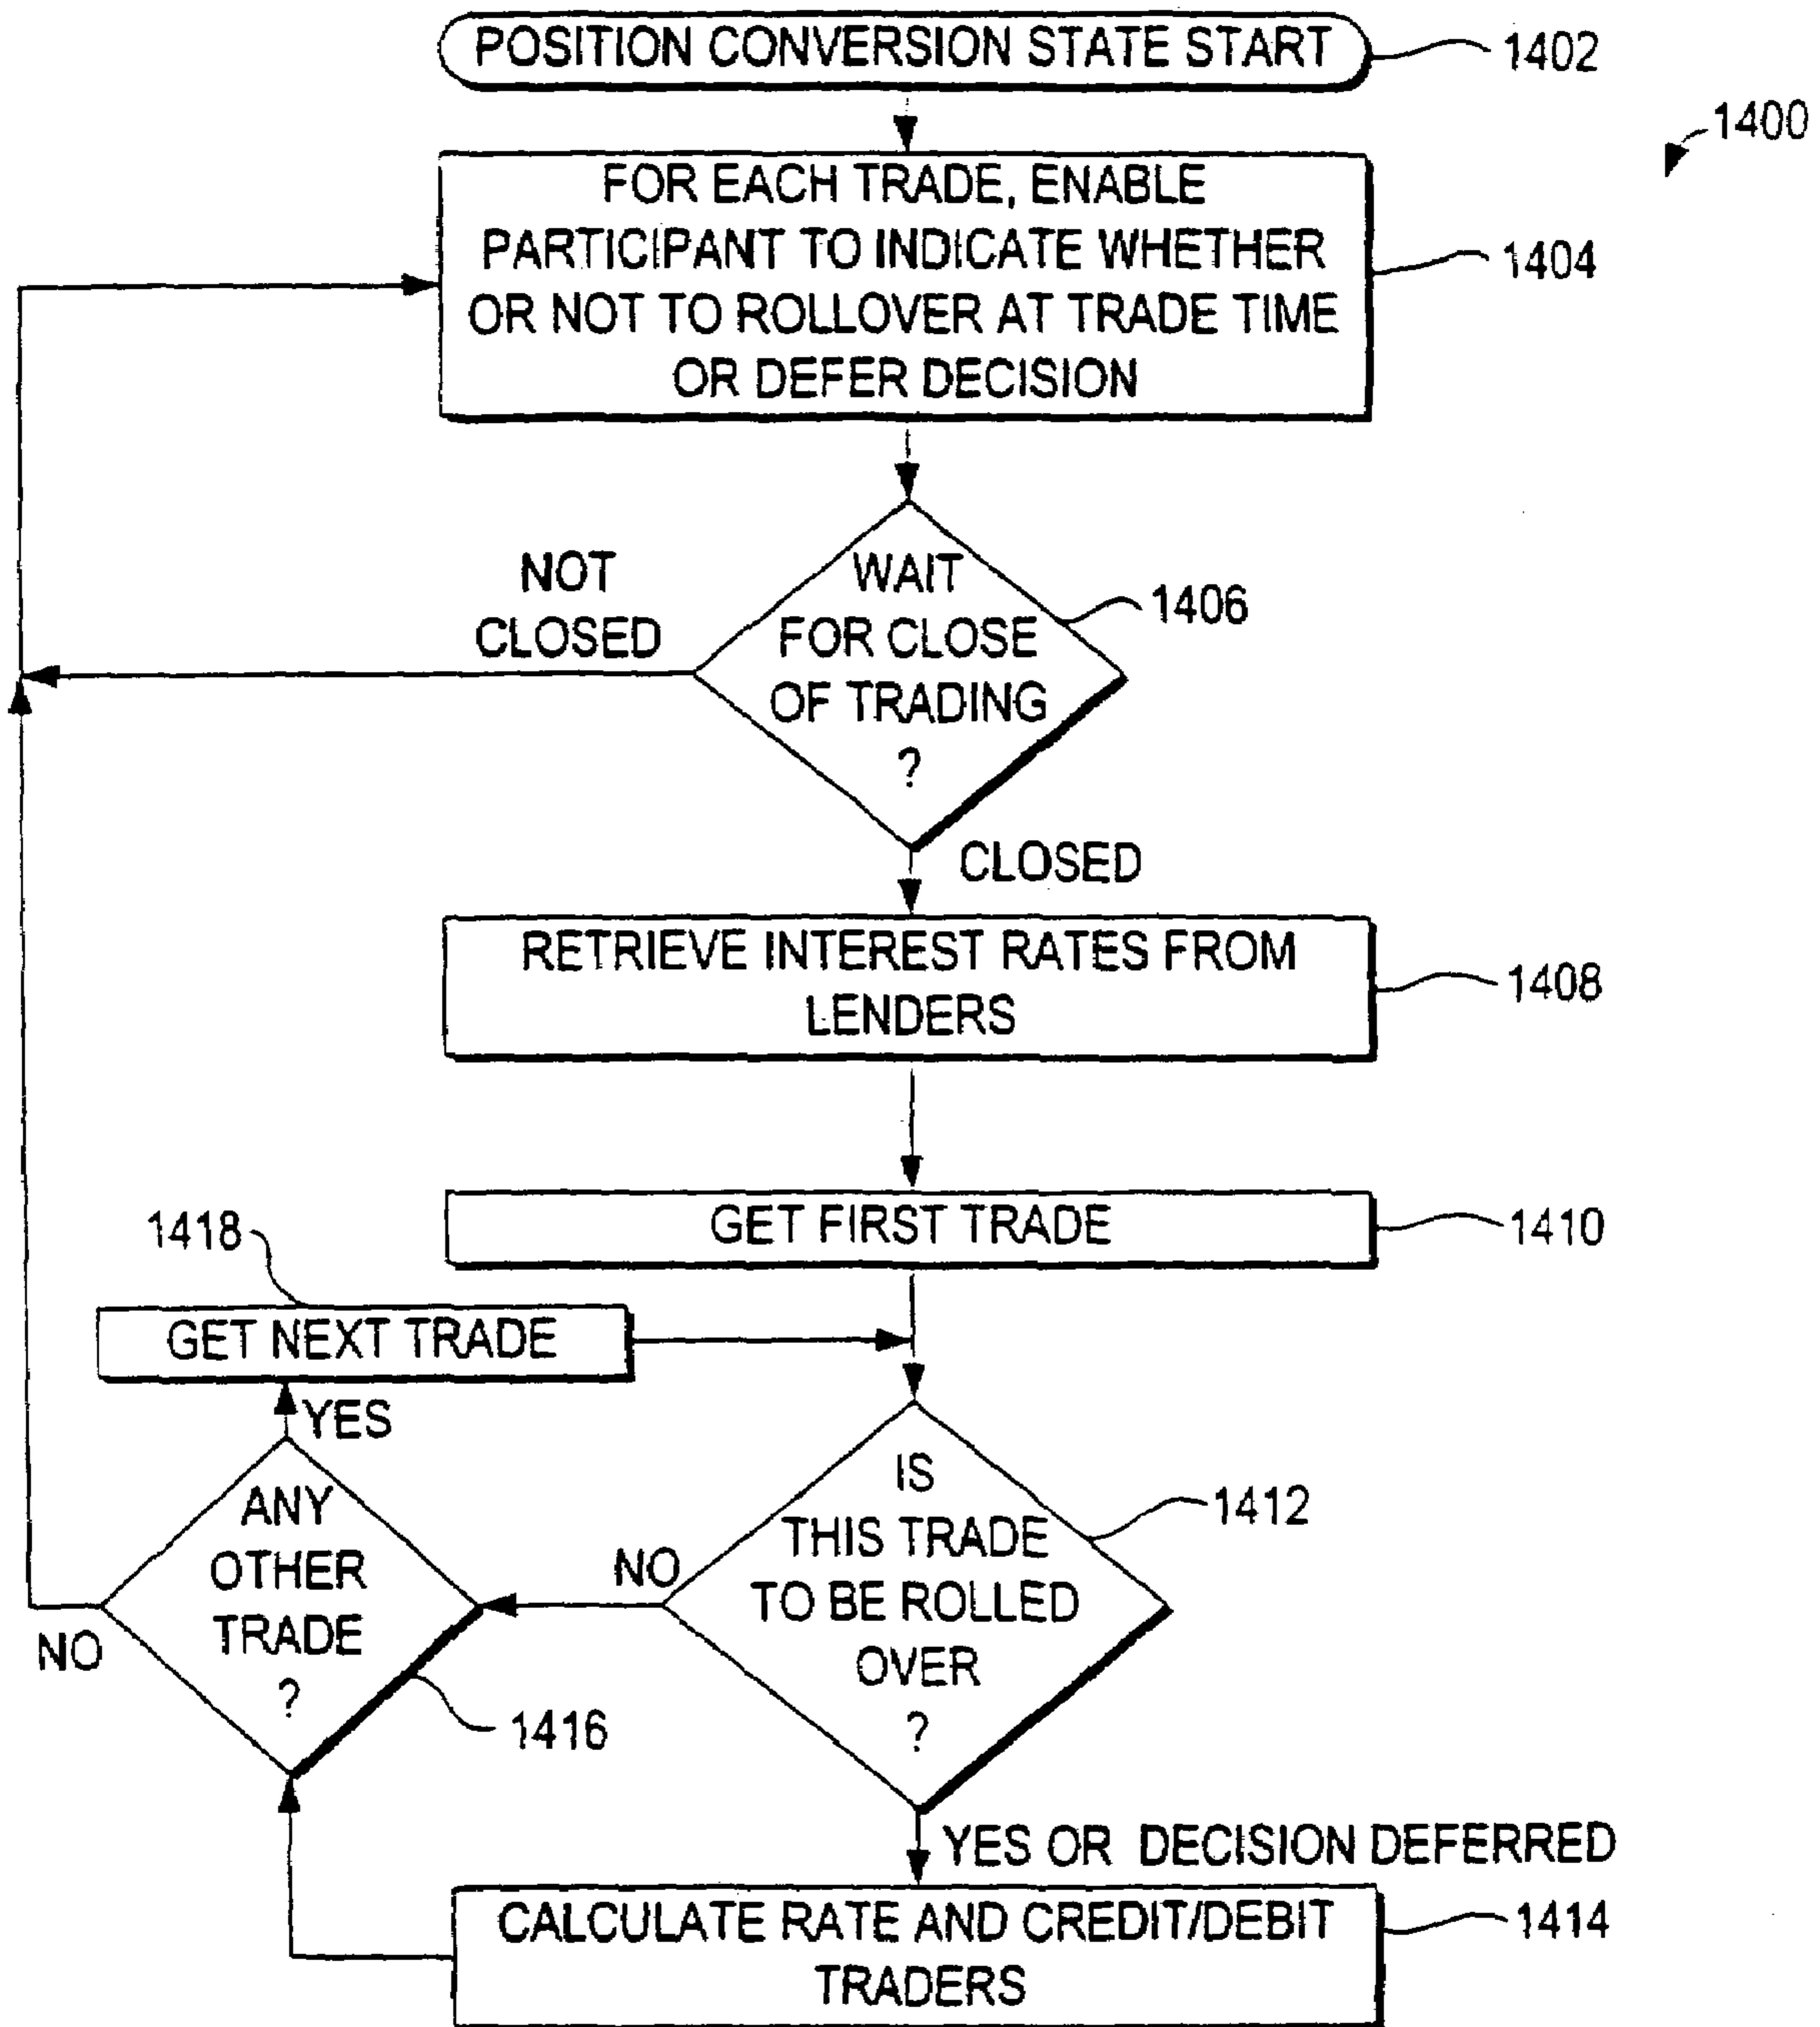 POSITION CONVERSION STATE START
1402
1400
FOR EACH TRADE, ENABLE
PARTICIPANT TO INDICATE WHETHER
OR NOT TO ROLLOVER AT TRADE TIME
OR DEFER DECISION
1404
NOT
CLOSED
WAIT
FOR CLOSE
OF TRADING
?
1406
CLOSED
RETRIEVE INTEREST RATES FROM
LENDERS
1408
GET FIRST TRADE
1410
1418
GET NEXT TRADE
YES
ANY
OTHER
TRADE
?
NO
1416
NO
IS
THIS TRADE
TO BE ROLLED
OVER
?
1412
YES OR DECISION DEFERRED
CALCULATE RATE AND CREDIT/DEBIT
TRADERS
1414